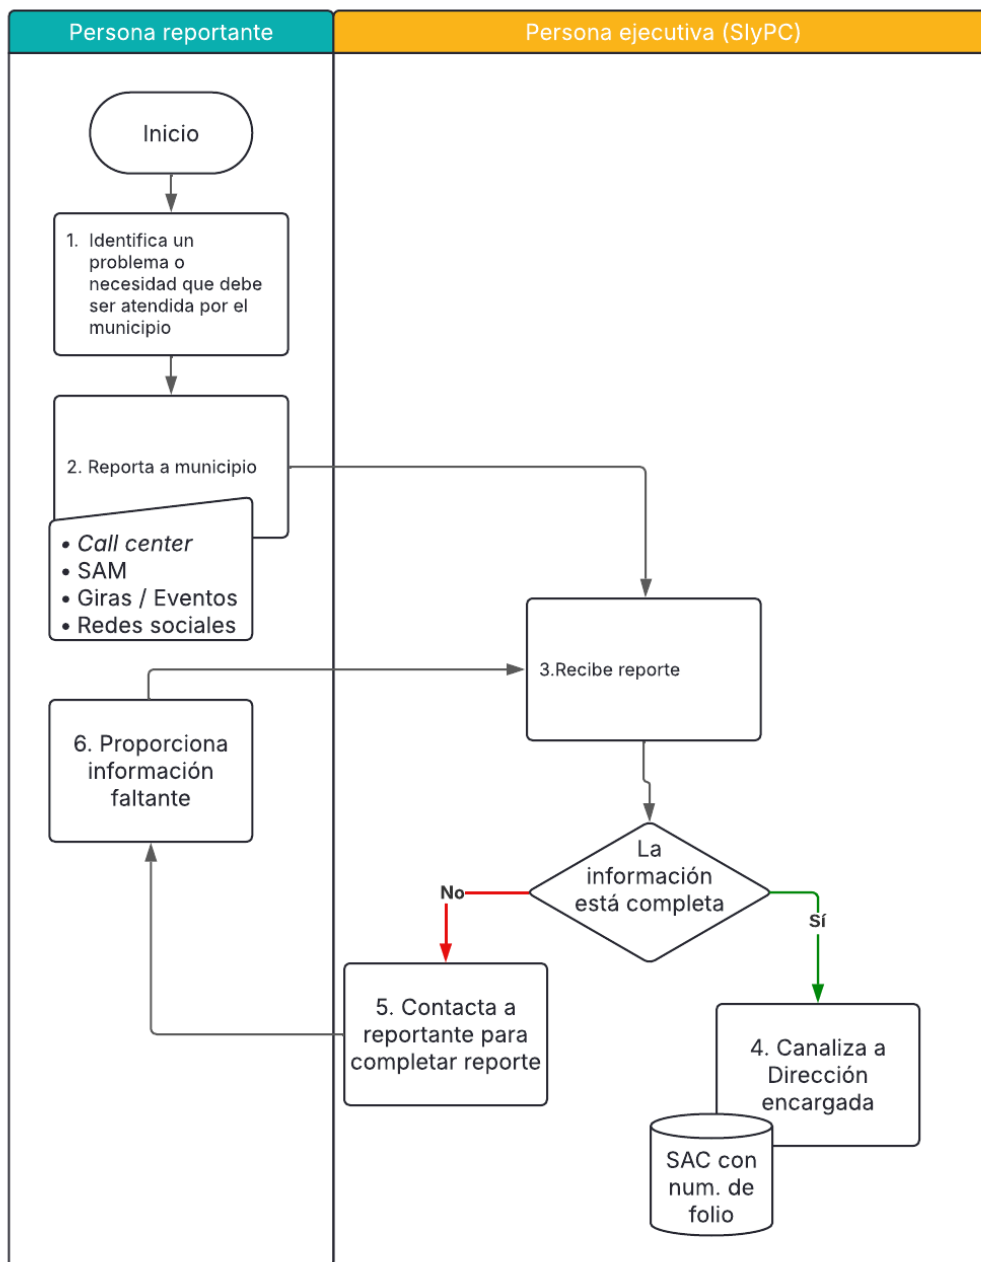 Persona reportante
Persona ejecutiva (SIyPC)
Inicio
1. Identifica un
problema o
necesidad que debe
ser atendida por el
municipio
2. Reporta a municipio
• Call center
• SAM
• Giras / Eventos
• Redes sociales
3.Recibe reporte
6. Proporciona
información
faltante
La
información
está completa
No
Sí
5. Contacta a
reportante para
completar reporte
4. Canaliza a
Dirección
encargada
SAC con
num. de
folio